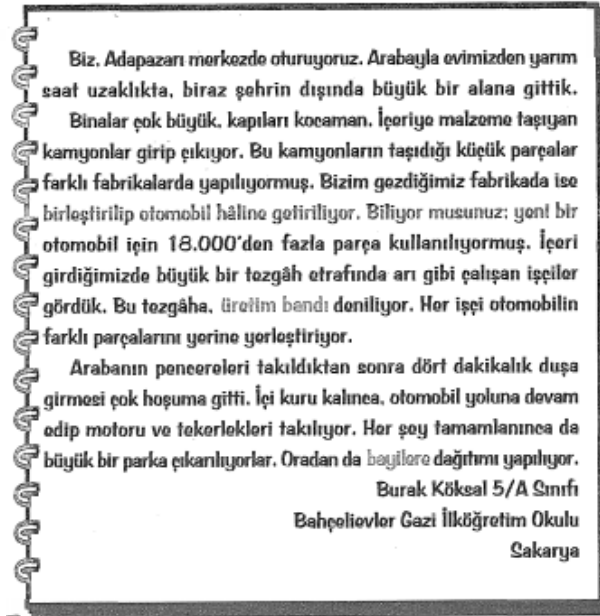 Biz, Adapazarı merkezde oturuyoruz. Arabayla evimizden yarım
saat uzaklıkta, biraz şehrin dışında büyük bir alana gittik.
Binalar çok büyük, kapıları kocaman. İçeriye malzeme taşıyan
kamyonlar girip çıkıyor. Bu kamyonların taşıdığı küçük parçalar
farklı fabrikalarda yapılıyormuş. Bizim gezdiğimiz fabrikada ise
birleştirilip otomobil hâline getiriliyor. Biliyor musunuz; yeni bir
otomobil için 18.000'den fazla parça kullanılıyormuş. İçeri
girdiğimizde büyük bir tezgâh etrafında arı gibi çalışan işçiler
gördük. Bu tezgâha, üretim bandı deniliyor. Her işçi otomobilin
farklı parçalarını yerine yerleştiriyor.
Arabanın pencereleri takıldıktan sonra dört dakikalık duşa
girmesi çok hoşuma gitti. İçi kuru kalınca, otomobil yoluna devam
edip motoru ve tekerlekleri takılıyor. Her şey tamamlanınca da
büyük bir parka çıkarılıyorlar. Oradan da bayilere dağıtımı yapılıyor.
Burak Köksal 5/A Sınıfı
Bahçelievler Gazi İlköğretim Okulu
Sakarya